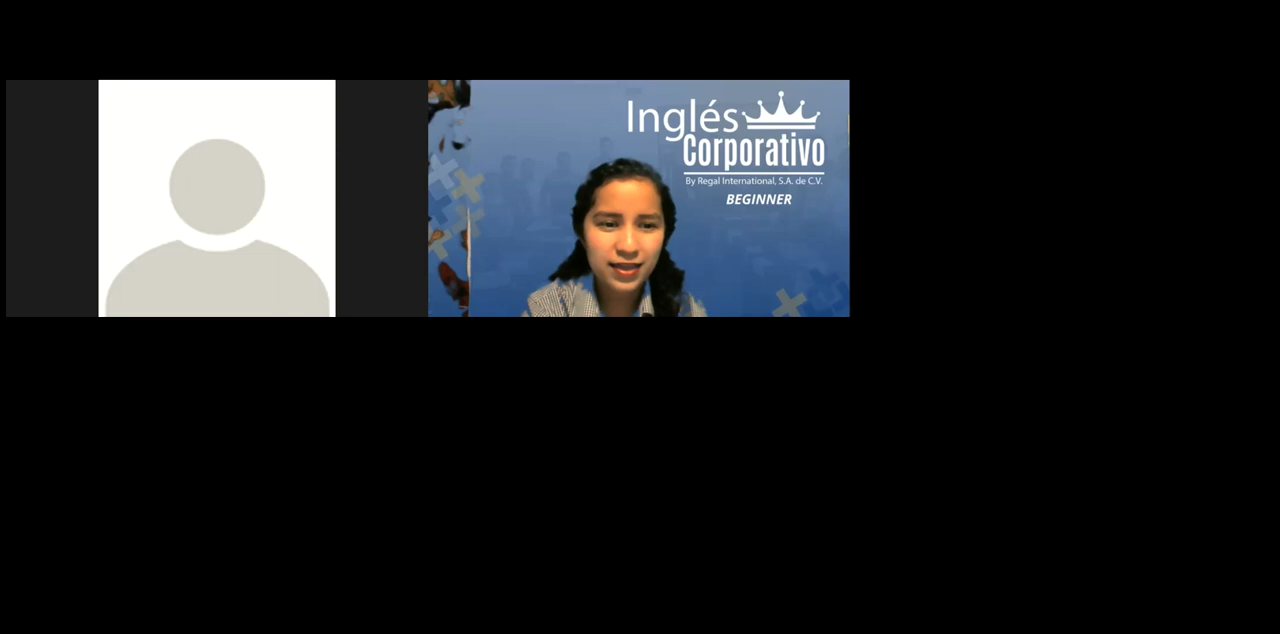 Inglés
Corporativo
By Regal International, S.A. de C.V.
BEGINNER